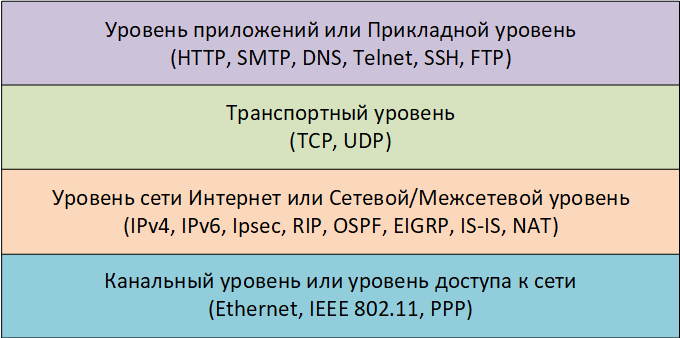 Уровень приложений или Прикладной уровень
(HTTP, SMTP, DNS, Telnet, SSH, FTP)
Транспортный уровень
(TCP, UDP)
Уровень сети Интернет или Сетевой/Межсетевой уровень
(IPv4, IPv6, Ipsec, RIP, OSPF, EIGRP, IS-IS, NAT)
Канальный уровень или уровень доступа к сети
(Ethernet, IEEE 802.11, PPP)